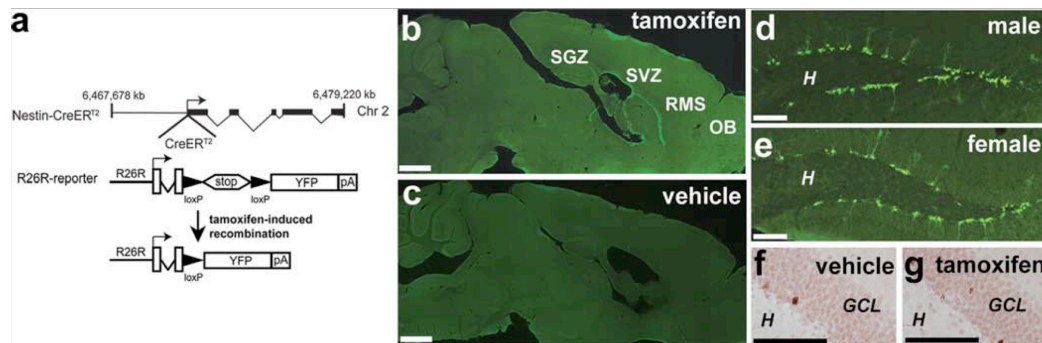 a
6,467,678 kb
6,479,220 kb
Nestin-CreER^T2
Chr 2
CreER^T2
R26R-reporter
R26R
stop
YFP
pA
loxP
loxP
tamoxifen-induced
recombination
R26R
YFP
pA
loxP
b
tamoxifen
SGZ
SVZ
RMS
OB
c
vehicle
d
male
H
e
female
H
f
vehicle
GCL
H
g
tamoxifen
GCL
H